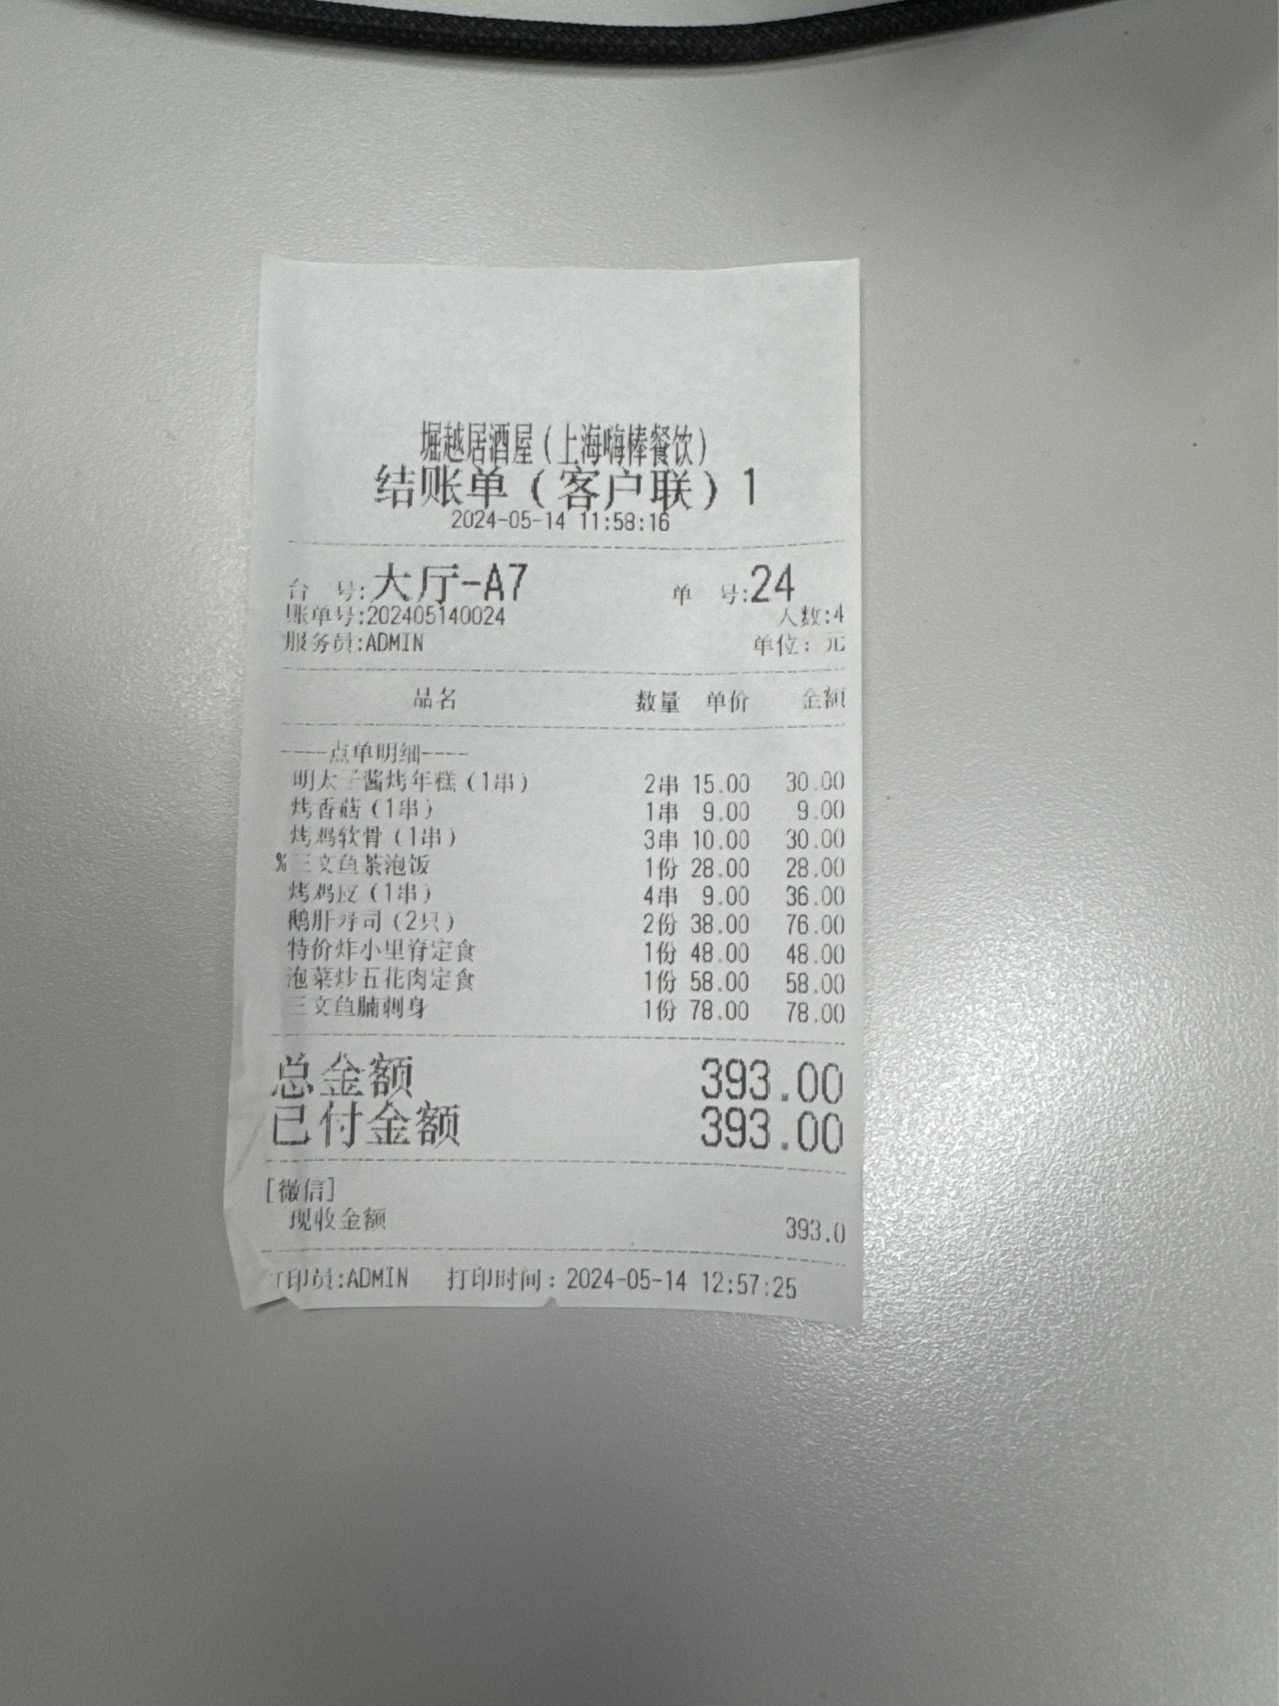 堀越居酒屋(上海嗨棒餐饮)
结账单(客户联)1
2024-05-14 11:58:16
台 号:大厅-A7 单 号:24
账单号:202405140024 人数:4
服务员:ADMIN 单位: 元
品名 数量 单价 金额
----点单明细----
明太子酱烤年糕(1串) 2串 15.00 30.00
烤香菇(1串) 1串 9.00 9.00
烤鸡软骨(1串) 3串 10.00 30.00
%三文鱼茶泡饭 1份 28.00 28.00
烤鸡皮(1串) 4串 9.00 36.00
鹅肝寿司(2只) 2份 38.00 76.00
特价炸小里脊定食 1份 48.00 48.00
泡菜炒五花肉定食 1份 58.00 58.00
三文鱼腩刺身 1份 78.00 78.00
总金额 393.00
已付金额 393.00
[微信]
现收金额 393.0
打印员:ADMIN 打印时间:2024-05-14 12:57:25